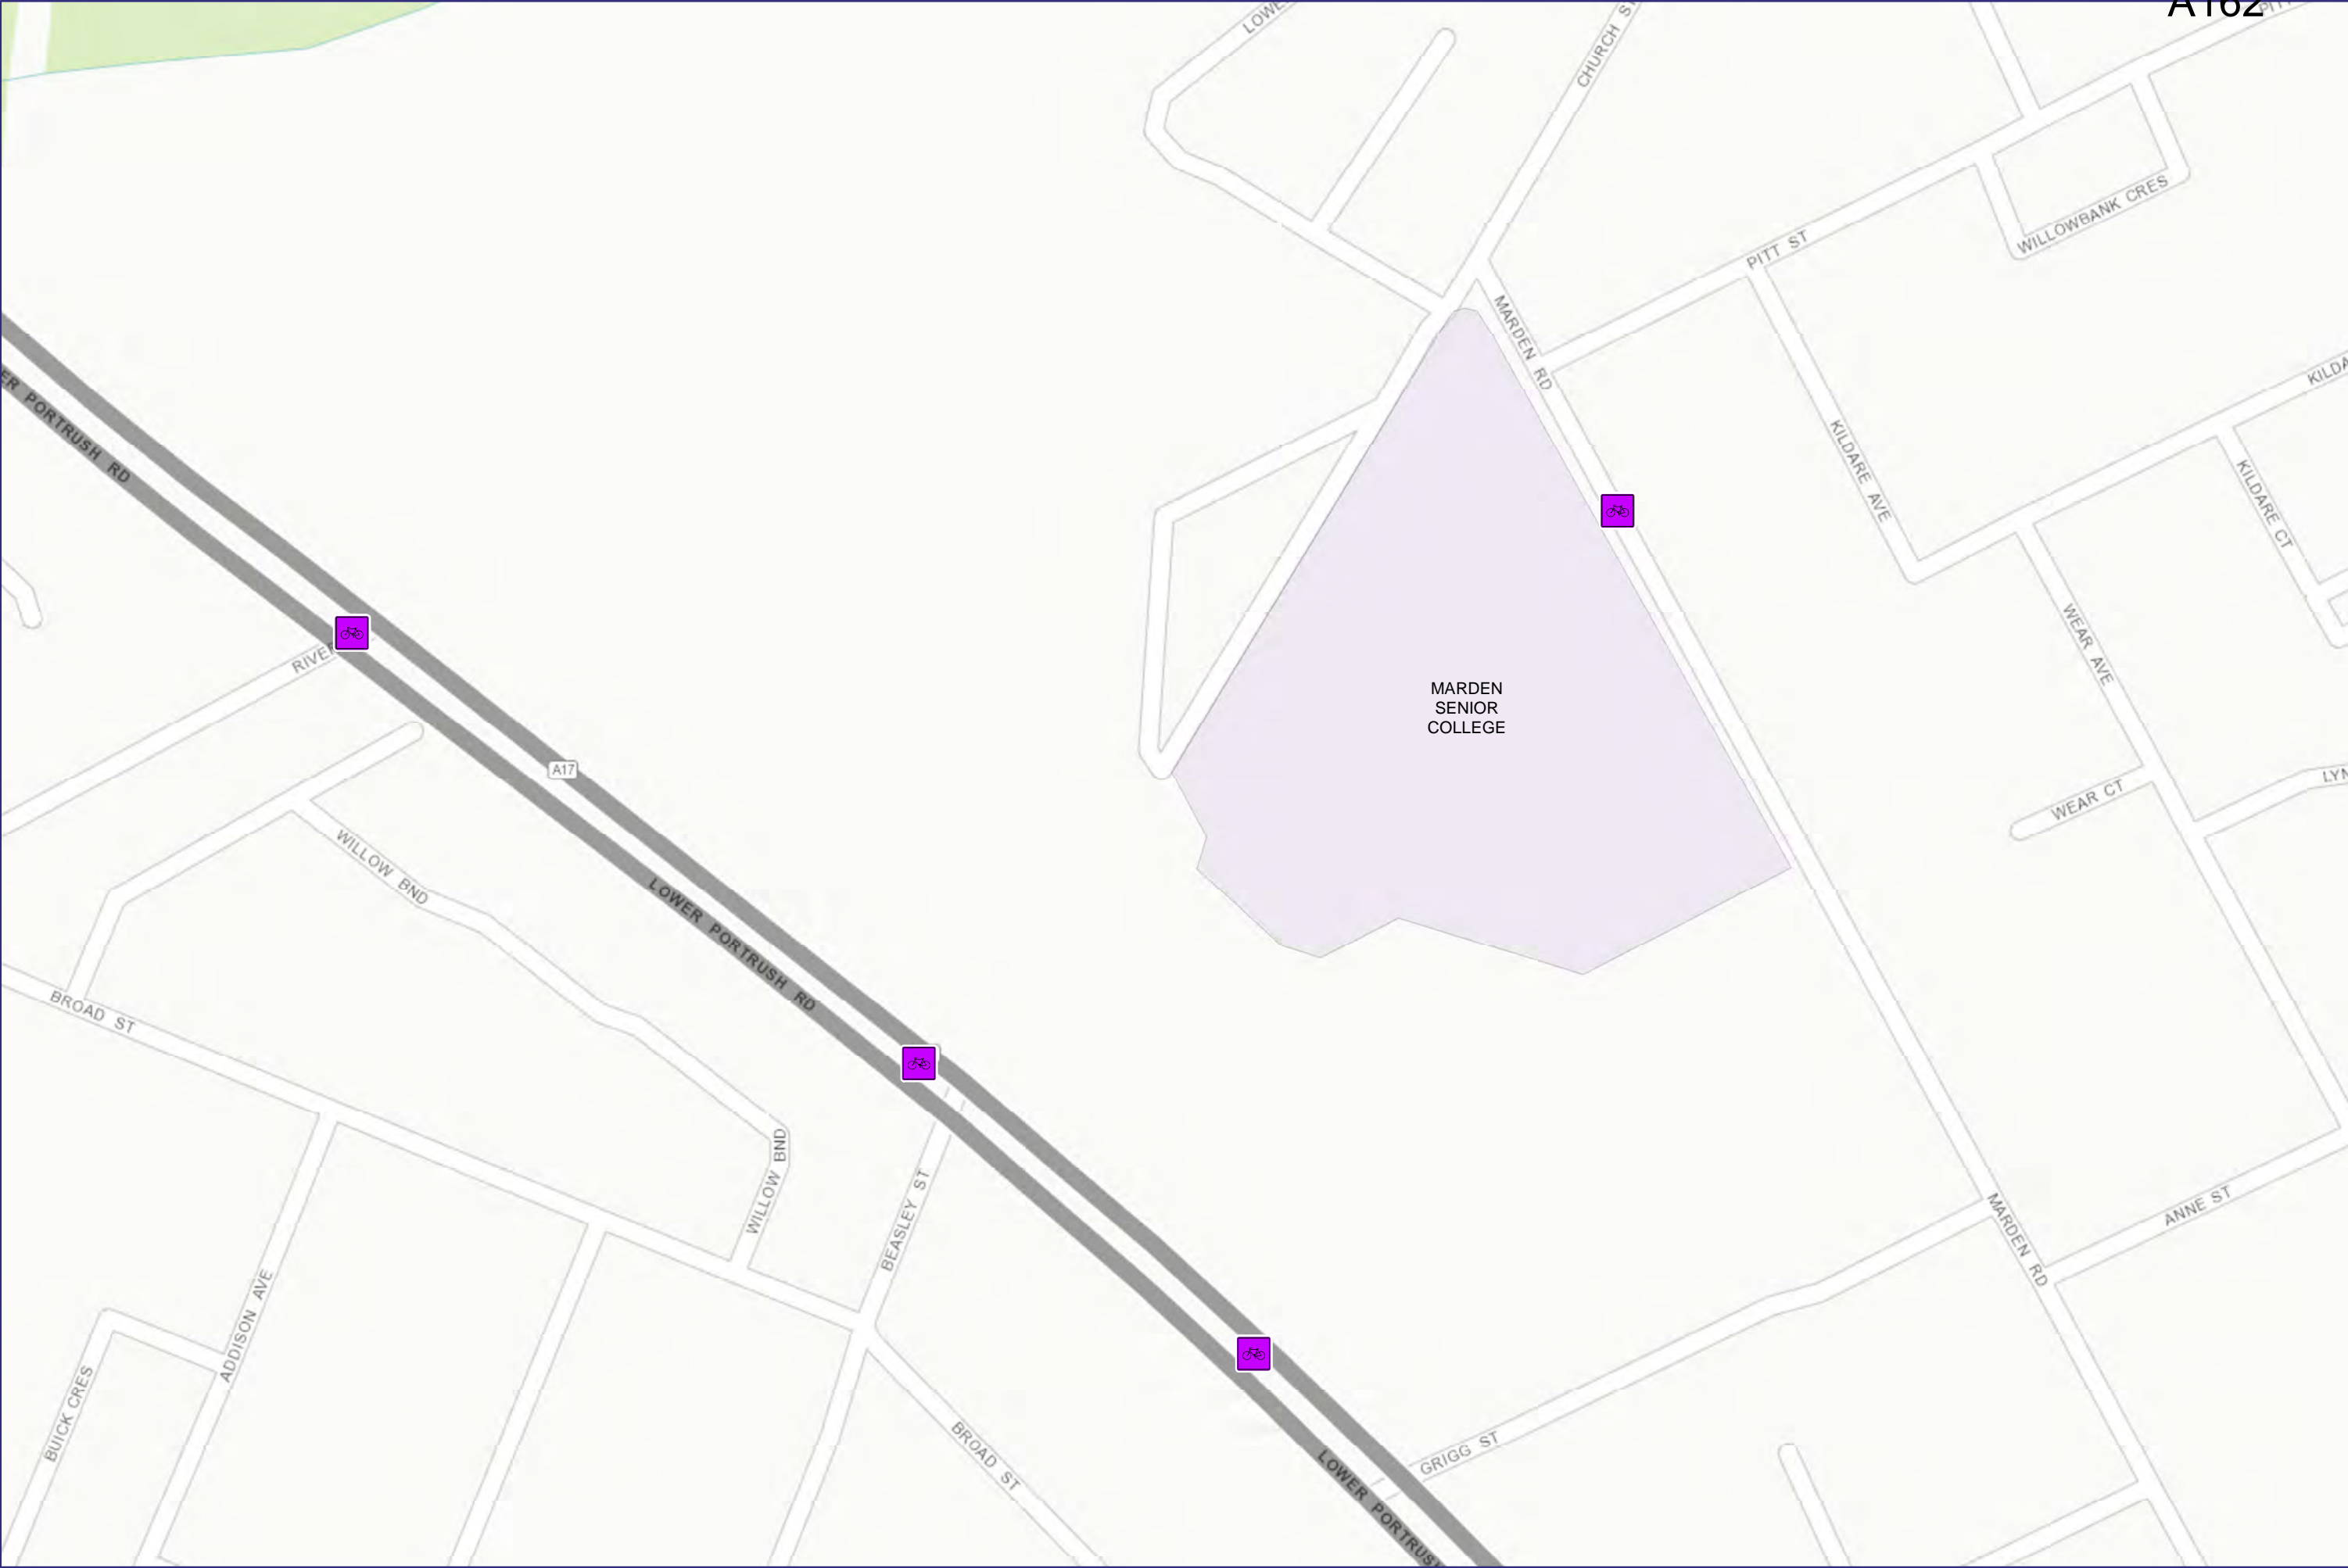 A162
LOWE
CHURCH ST
WILLOWBANK CRES
PITT ST
MARDEN RD
KILDA
PORTRUSH RD
KILDARE AVE
KILDARE CT
WEAR AVE
RIVE
MARDEN
SENIOR
COLLEGE
A17
LYN
WEAR CT
WILLOW BND
LOWER PORTRUSH RD
BROAD ST
WILLOW BND
BEASLEY ST
MARDEN RD
ANNE ST
ADDISON AVE
BUICK CRES
BROAD ST
GRIGG ST
LOWER PORTRUS